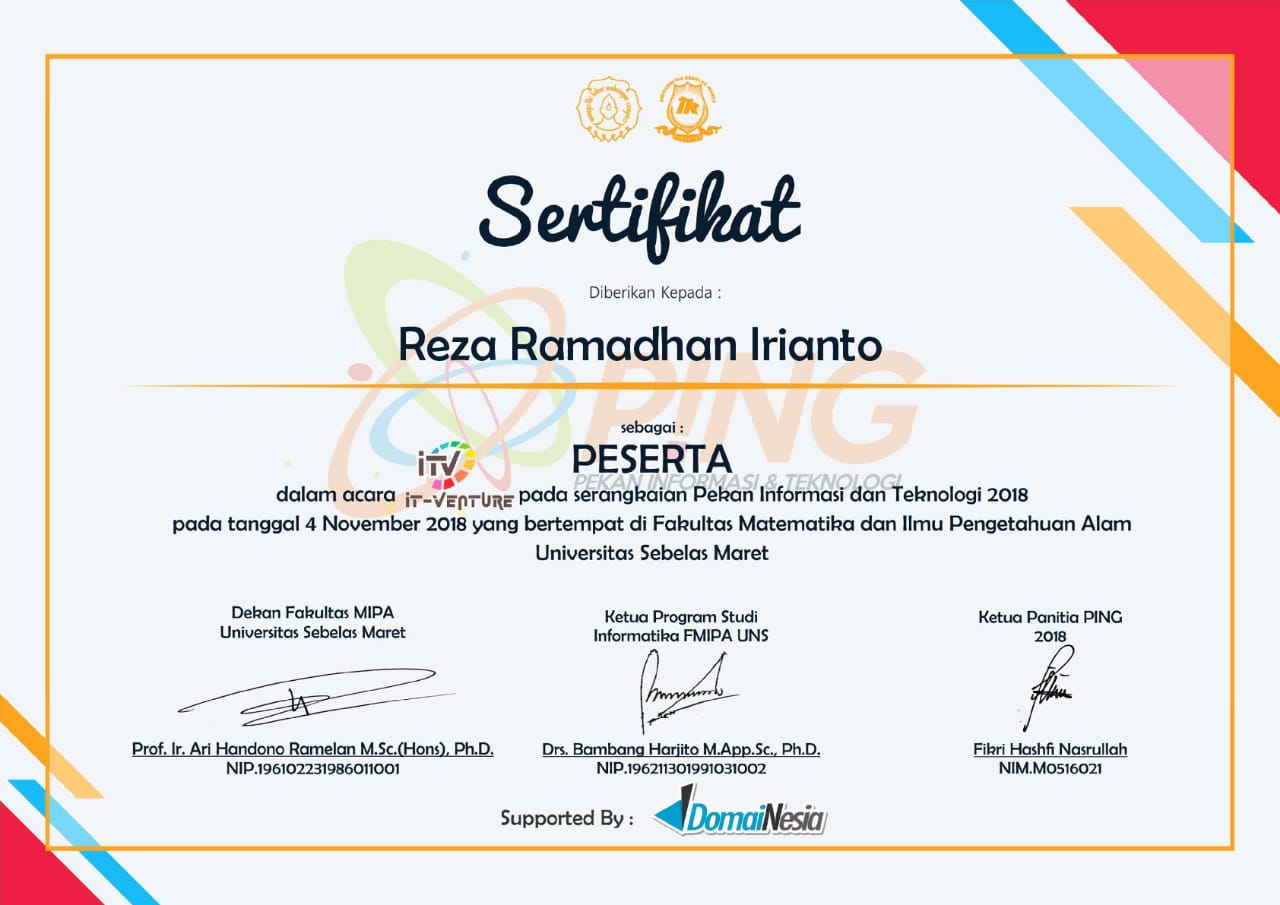 UNIVERSITAS SEBELAS MARET
Sertifikat
Diberikan Kepada :
Reza Ramadhan Irianto
PING
sebagai :
PESERTA
PEKAN INFORMASI & TEKNOLOGI
iTV
dalam acara IT-VENTURE pada serangkaian Pekan Informasi dan Teknologi 2018
pada tanggal 4 November 2018 yang bertempat di Fakultas Matematika dan Ilmu Pengetahuan Alam
Universitas Sebelas Maret
Dekan Fakultas MIPA
Universitas Sebelas Maret
Prof. Ir. Ari Handono Ramelan M.Sc.(Hons), Ph.D.
NIP.196102231986011001
Ketua Program Studi
Informatika FMIPA UNS
Drs. Bambang Harjito M.App.Sc., Ph.D.
NIP.196211301991031002
Ketua Panitia PING
2018
Fikri Hashfi Nasrullah
NIM.M0516021
Supported By : DomaiNesia